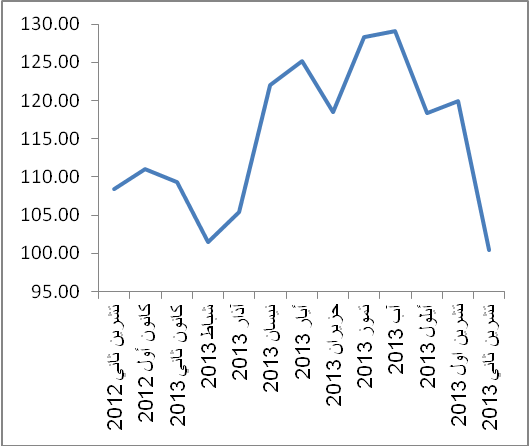 130.00
125.00
120.00
115.00
110.00
105.00
100.00
95.00
تشرين ثاني 2012
كانون أول 2012
كانون ثاني 2013
شباط 2013
آذار 2013
نيسان 2013
أيار 2013
حزيران 2013
تموز 2013
آب 2013
أيلول 2013
تشرين اول 2013
تشرين ثاني 2013